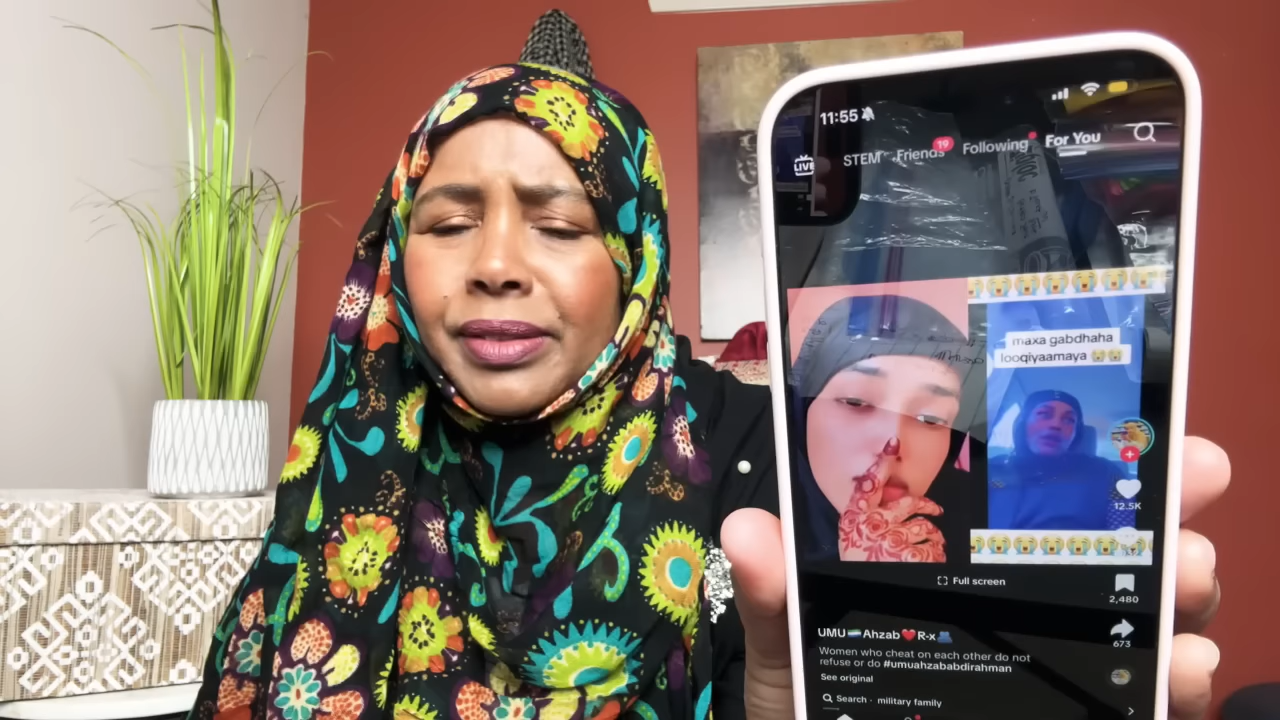 11:55
LIVE
STEM
Friends
19
Following
For You
maxa gabdhaha
looqiyaamaya 😭😭
12.5K
Full screen
2,480
UMU Ahzab❤️R-x
673
Women who cheat on each other do not
refuse or do #umuahzababdirahman
See original
Search · military family